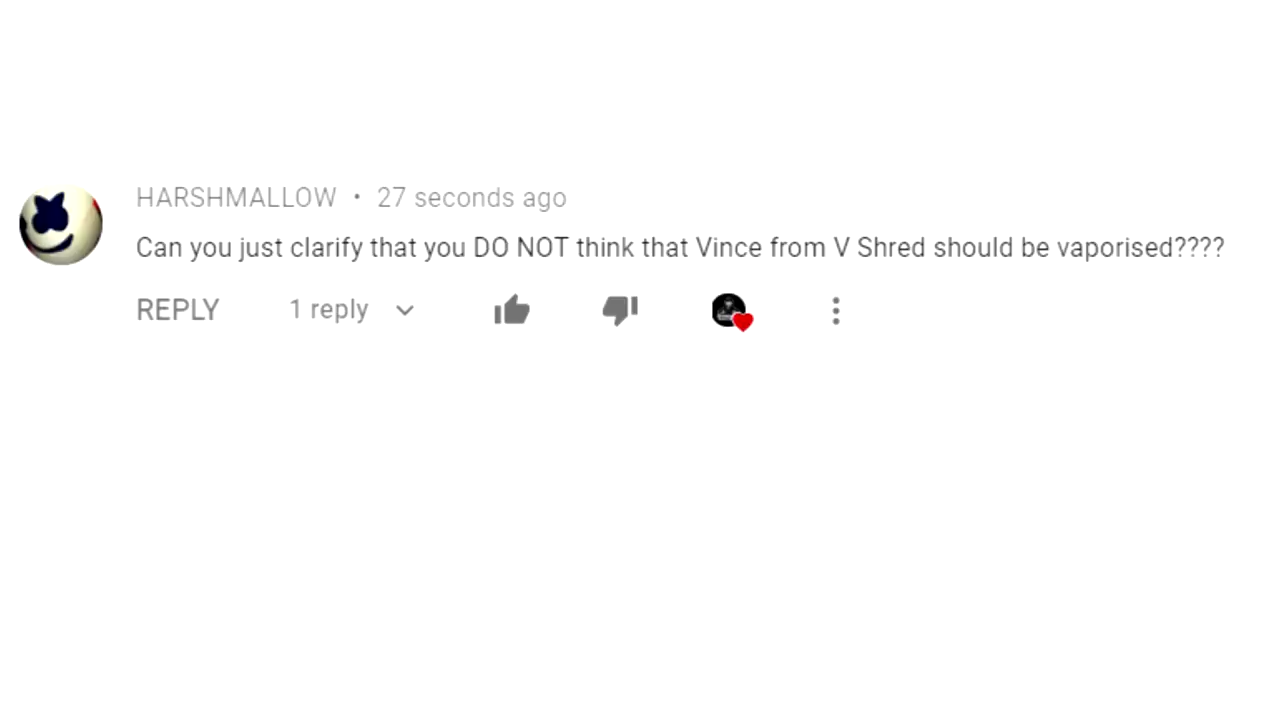 HARSHMALLOW • 27 seconds ago
Can you just clarify that you DO NOT think that Vince from V Shred should be vaporised????
REPLY 1 reply